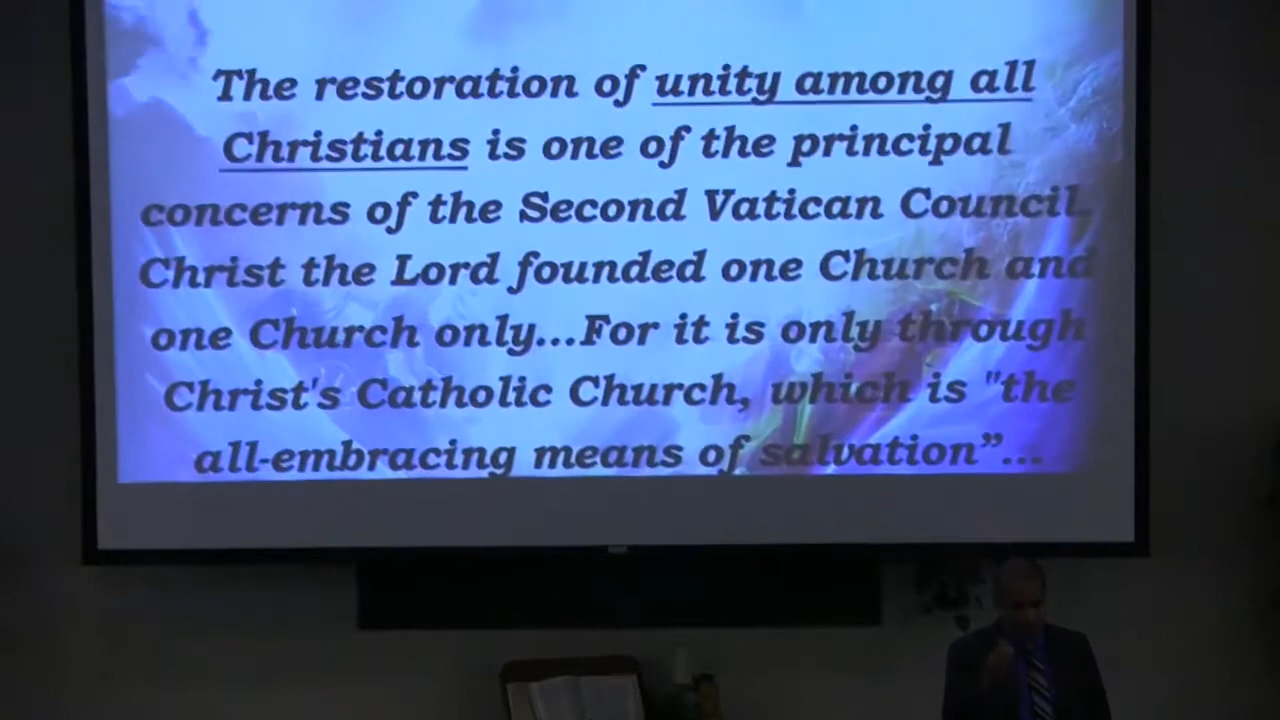 The restoration of unity among all
Christians is one of the principal
concerns of the Second Vatican Council.
Christ the Lord founded one Church and
one Church only...For it is only through
Christ's Catholic Church, which is "the
all-embracing means of salvation”...